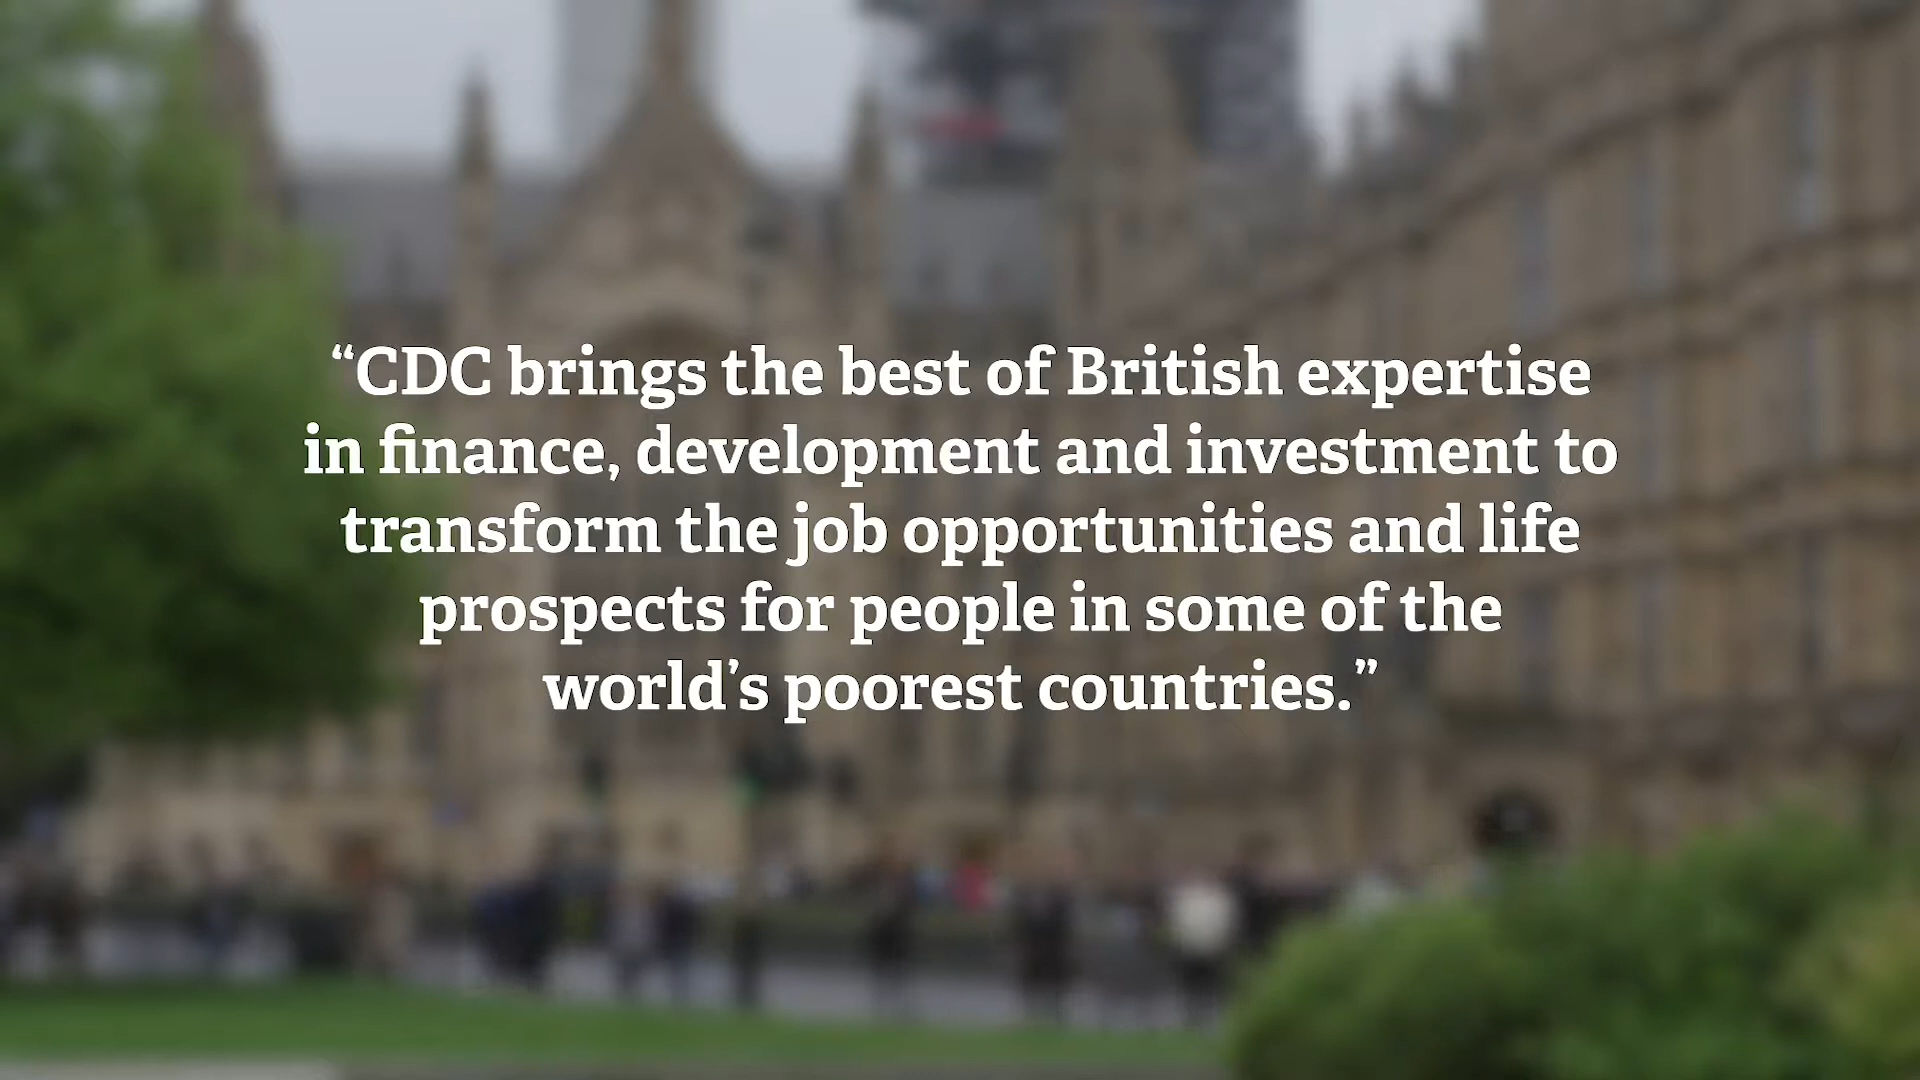 “CDC brings the best of British expertise
in finance, development and investment to
transform the job opportunities and life
prospects for people in some of the
world’s poorest countries.”